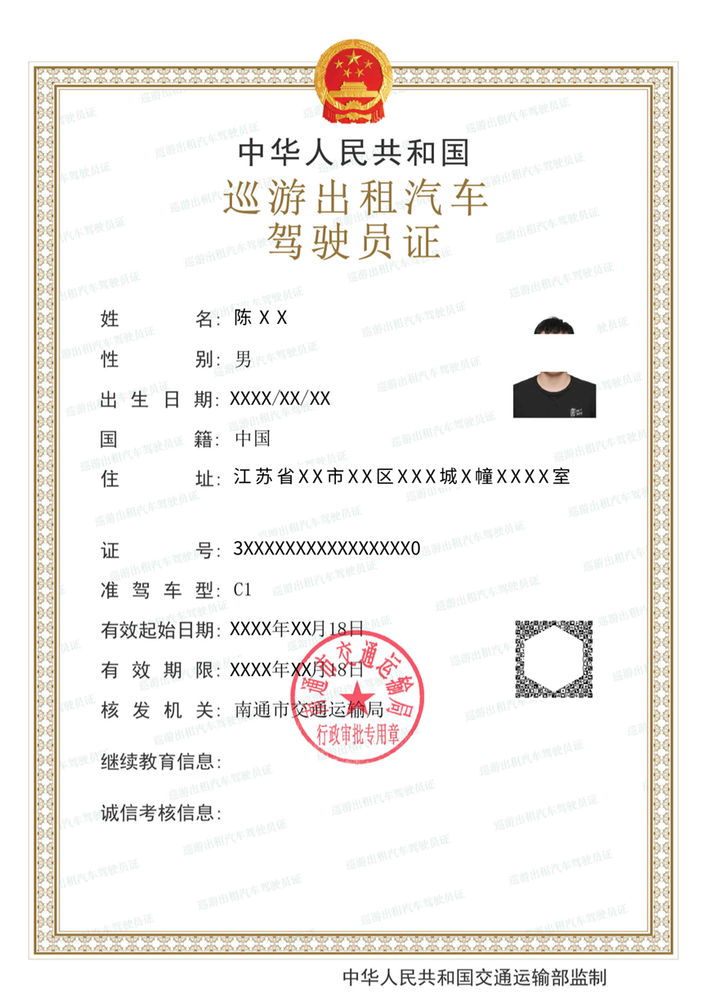 中华人民共和国
巡游出租汽车
驾驶员证
姓名：陈 X X
性别：男
出生日期：XXXX/XX/XX
国籍：中国
住址：江苏省XX市XX区XXX城X幢XXXX室
证号：3XXXXXXXXXXXXXXXX0
准驾车型：C1
有效起始日期：XXXX年XX月18日
有效期限：XXXX年XX月18日
核发机关：南通市交通运输局
南通市交通运输局
行政审批专用章
继续教育信息：
诚信考核信息：
中华人民共和国交通运输部监制